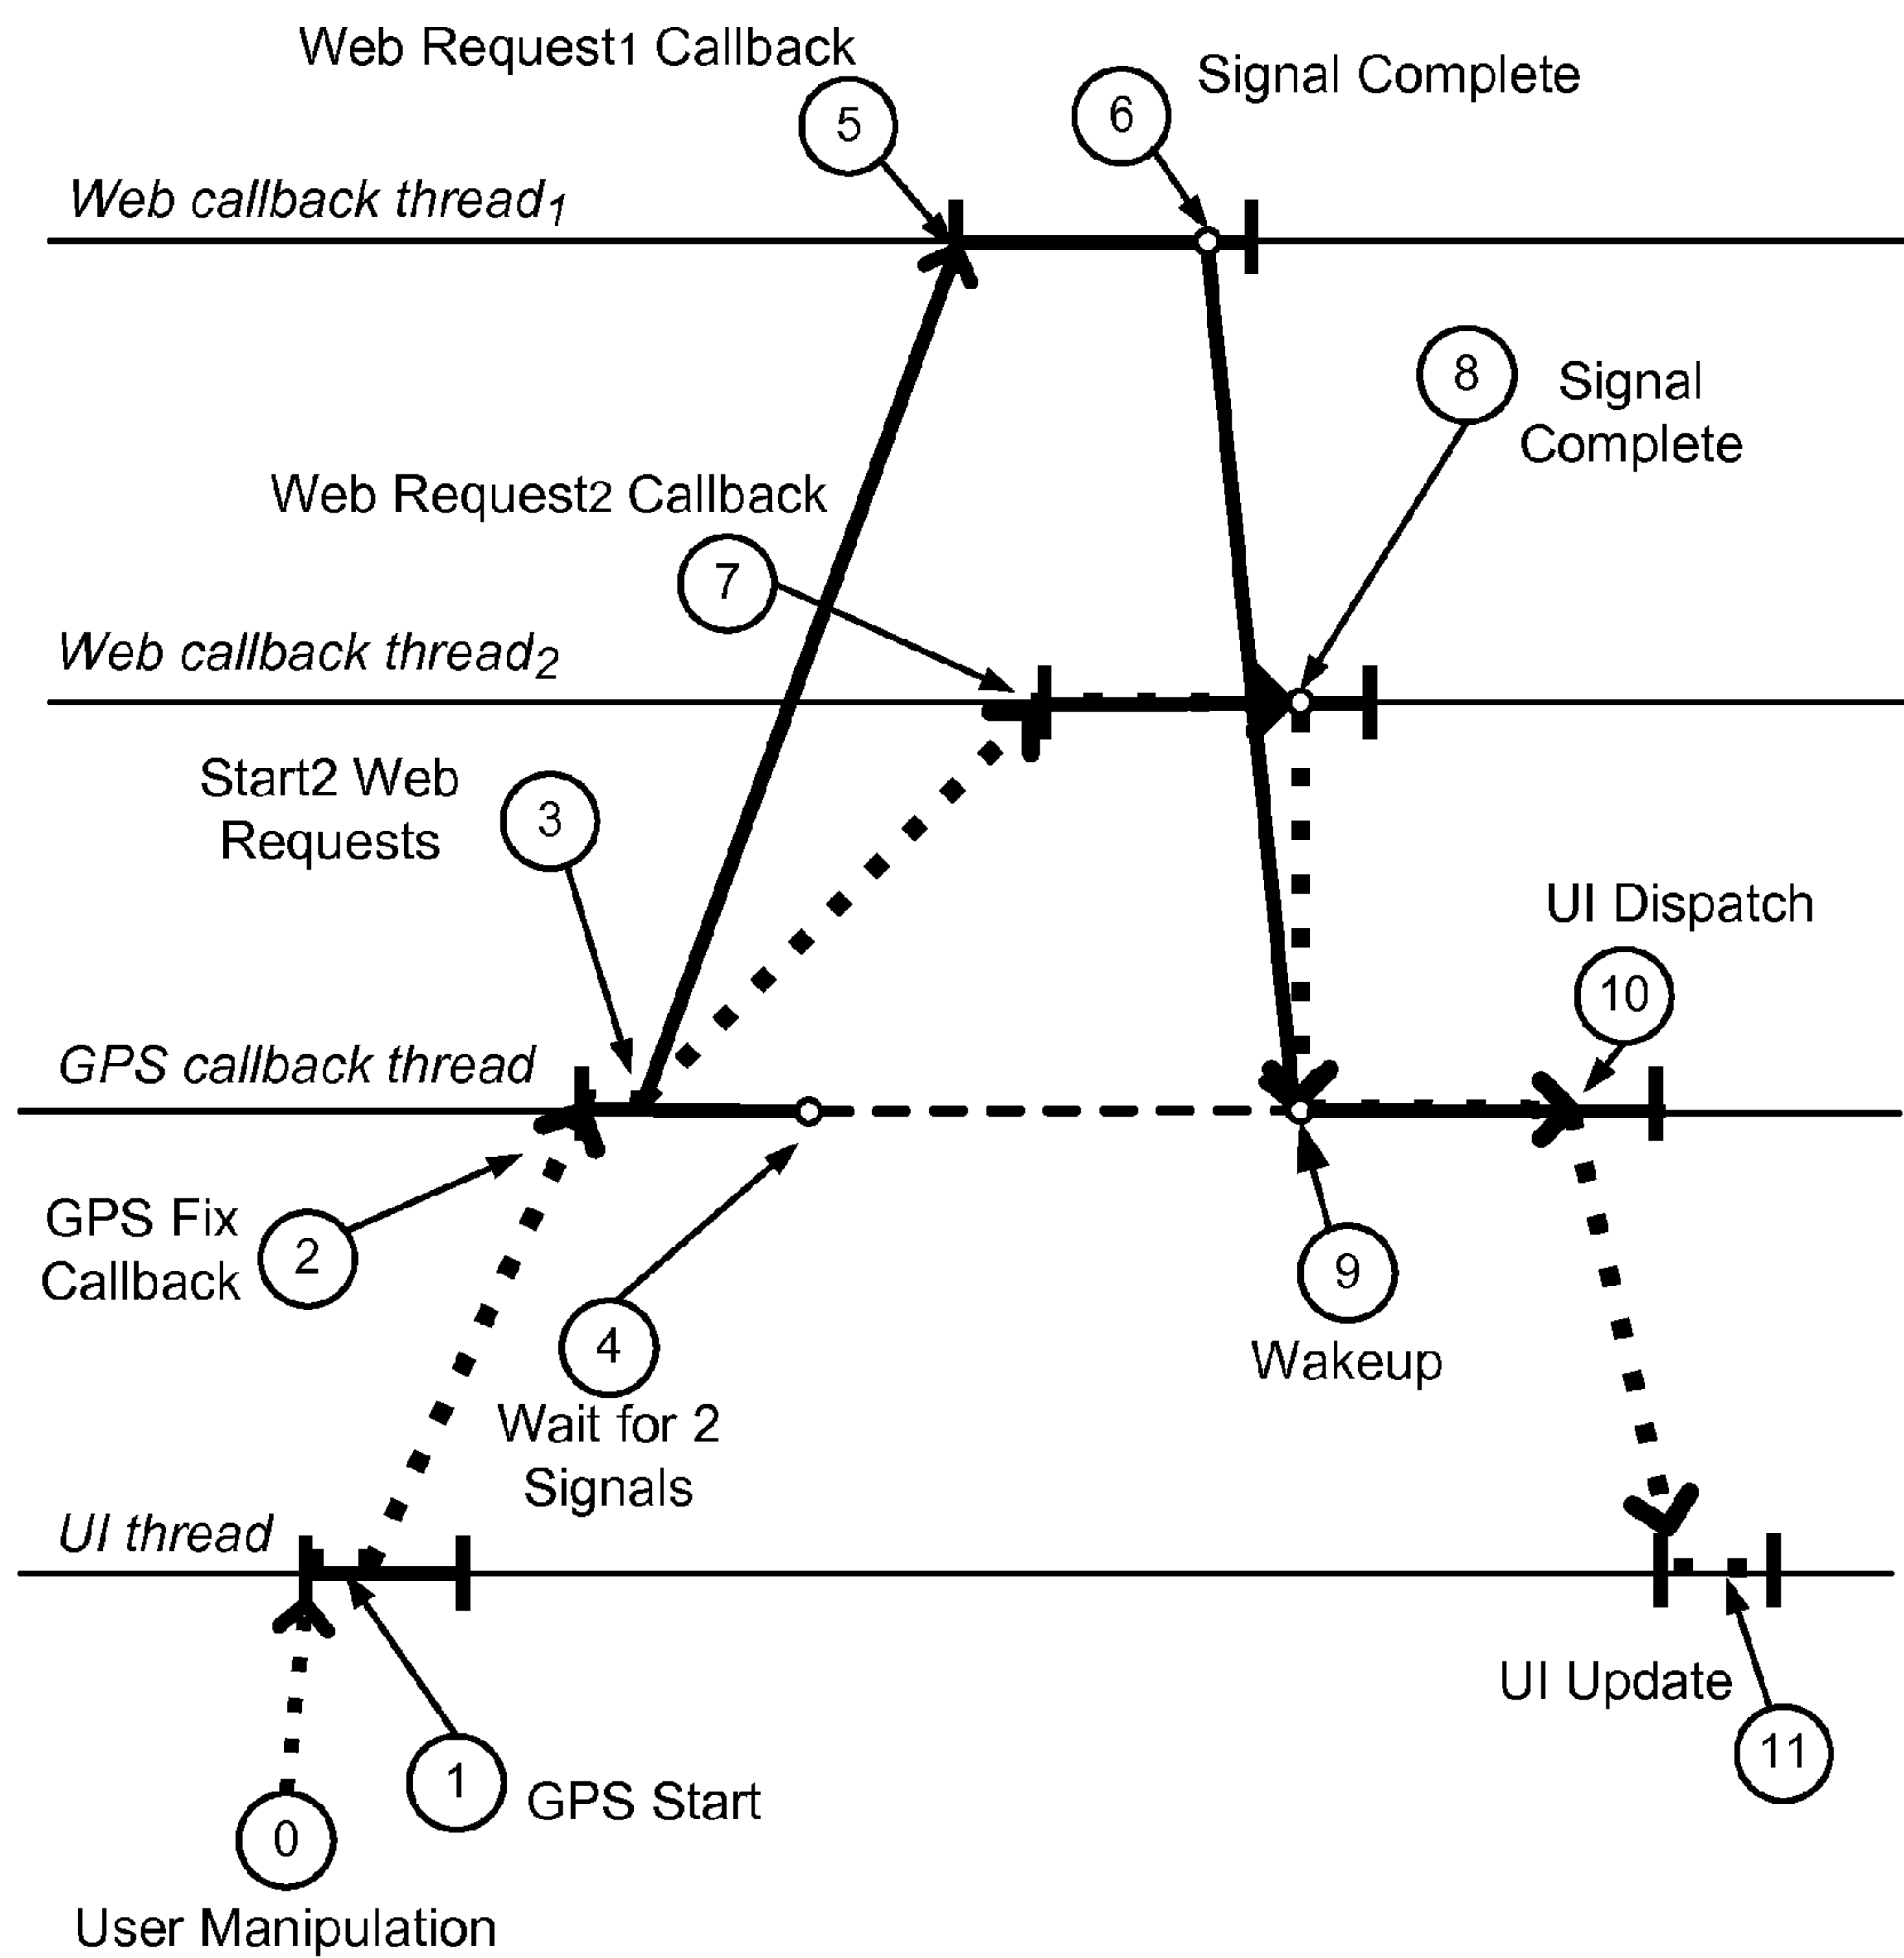 Web Request1 Callback
Signal Complete
5
6
Web callback thread1
8
Signal
Complete
Web Request2 Callback
7
Web callback thread2
Start2 Web
Requests
3
UI Dispatch
10
GPS callback thread
GPS Fix
Callback
2
4
Wait for 2
Signals
9
Wakeup
UI thread
UI Update
11
1
GPS Start
0
User Manipulation